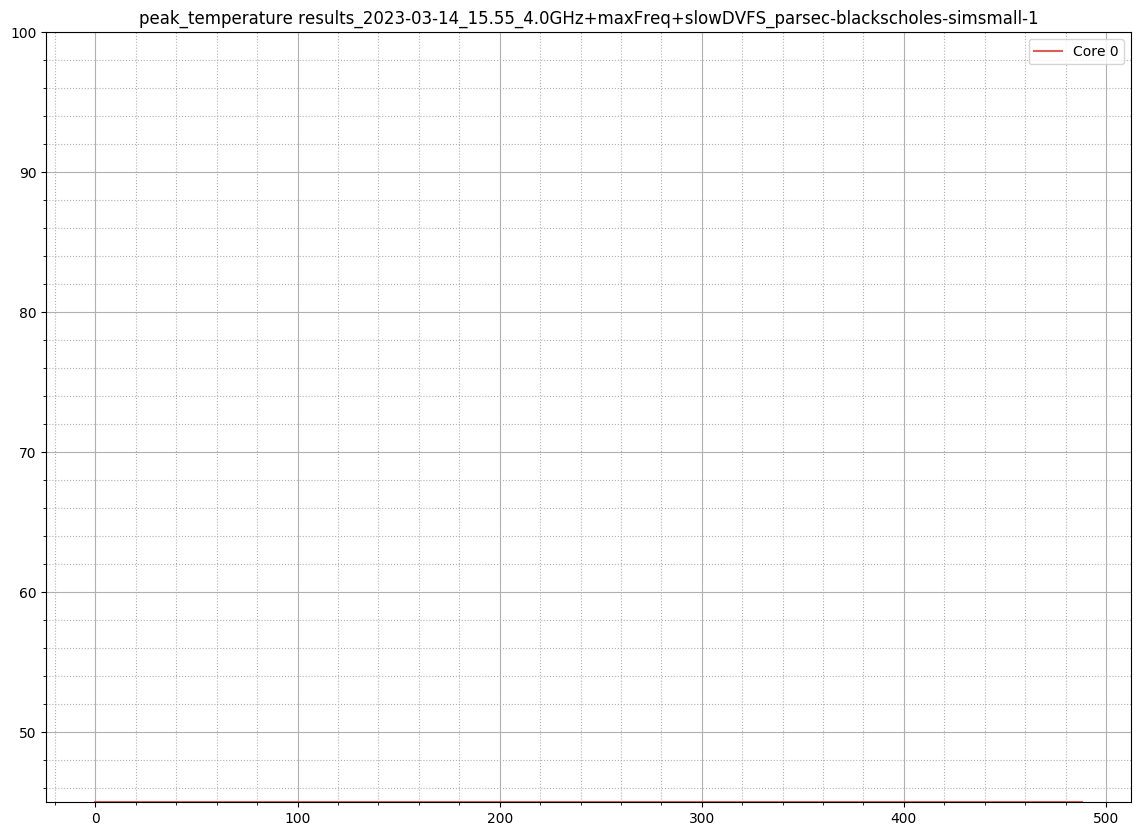 peak_temperature results_2023-03-14_15.55_4.0GHz+maxFreq+slowDVFS_parsec-blackscholes-simsmall-1
100
Core 0
90
80
70
60
50
0 100 200 300 400 500